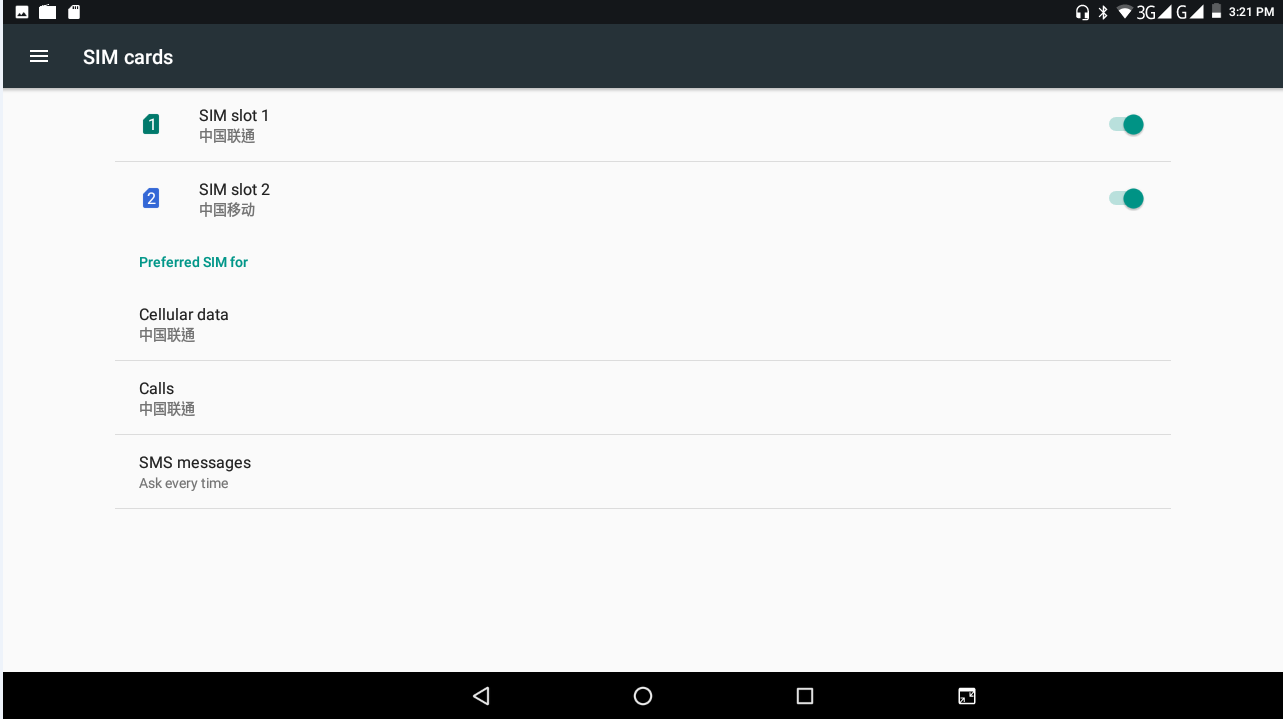 3G G 3:21 PM
SIM cards
1
SIM slot 1
中国联通
2
SIM slot 2
中国移动
Preferred SIM for
Cellular data
中国联通
Calls
中国联通
SMS messages
Ask every time